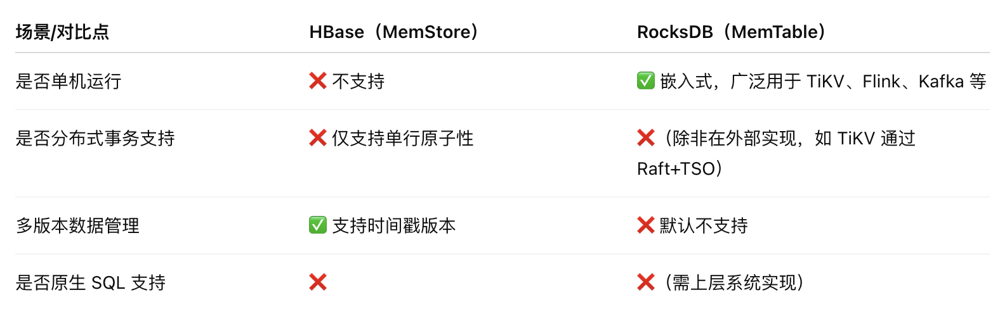 场景/对比点 HBase（MemStore） RocksDB（MemTable）
是否单机运行 ❌ 不支持 ✅ 嵌入式，广泛用于 TiKV、Flink、Kafka 等
是否分布式事务支持 ❌ 仅支持单行原子性 ❌（除非在外部实现，如 TiKV 通过
Raft+TSO）
多版本数据管理 ✅ 支持时间戳版本 ❌ 默认不支持
是否原生 SQL 支持 ❌ ❌（需上层系统实现）